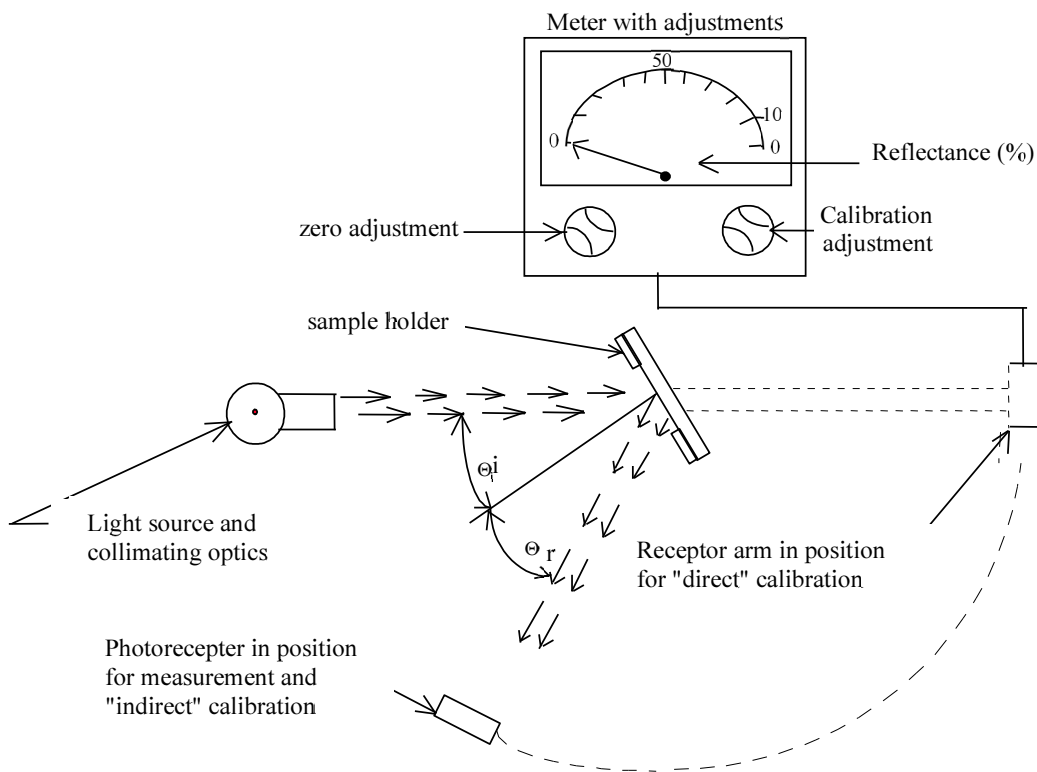 Meter with adjustments
50
10
0
0
Reflectance (%)
zero adjustment
Calibration
adjustment
sample holder
Θi
Light source and
collimating optics
Θ r
Receptor arm in position
for "direct" calibration
Photorecepter in position
for measurement and
"indirect" calibration